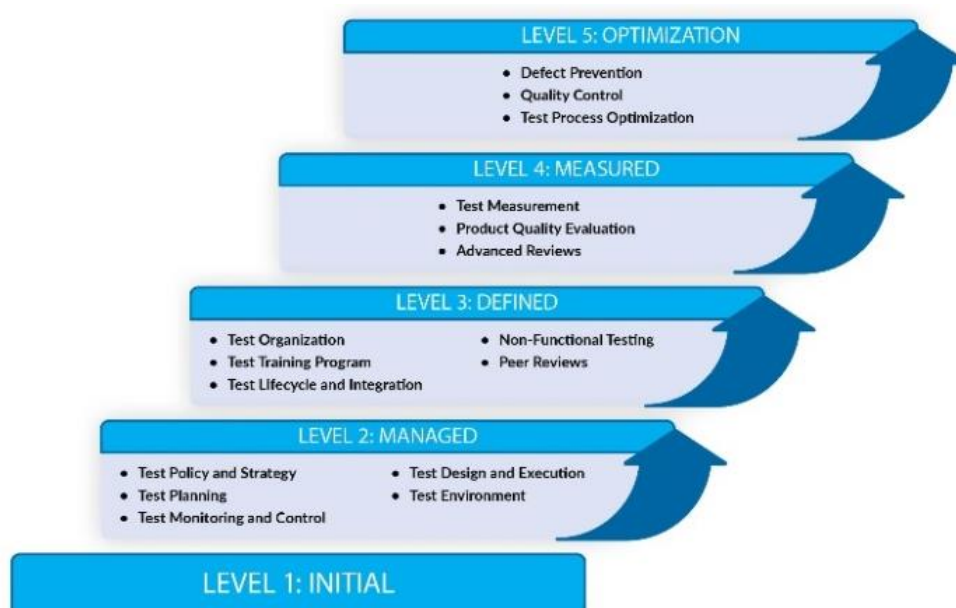 LEVEL 5: OPTIMIZATION
• Defect Prevention
• Quality Control
• Test Process Optimization
LEVEL 4: MEASURED
• Test Measurement
• Product Quality Evaluation
• Advanced Reviews
LEVEL 3: DEFINED
• Test Organization
• Test Training Program
• Test Lifecycle and Integration
• Non-Functional Testing
• Peer Reviews
LEVEL 2: MANAGED
• Test Policy and Strategy
• Test Planning
• Test Monitoring and Control
• Test Design and Execution
• Test Environment
LEVEL 1: INITIAL